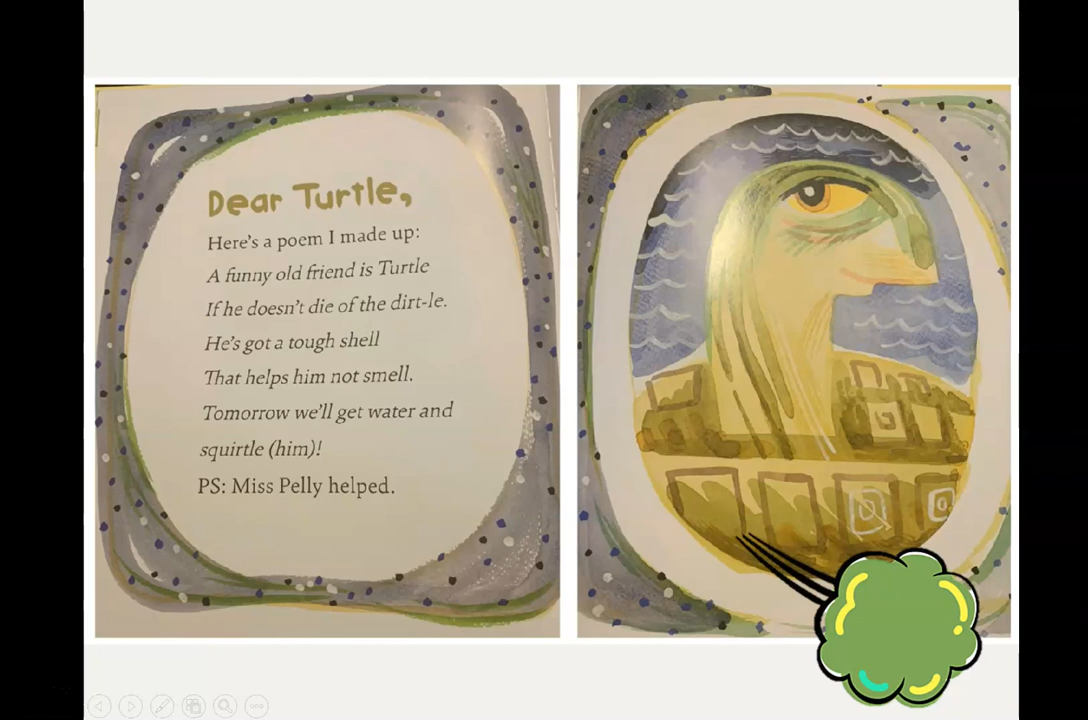 Dear Turtle,
Here's a poem I made up:
A funny old friend is Turtle
If he doesn't die of the dirt-le.
He's got a tough shell
That helps him not smell.
Tomorrow we'll get water and
squirtle (him)!
PS: Miss Pelly helped.